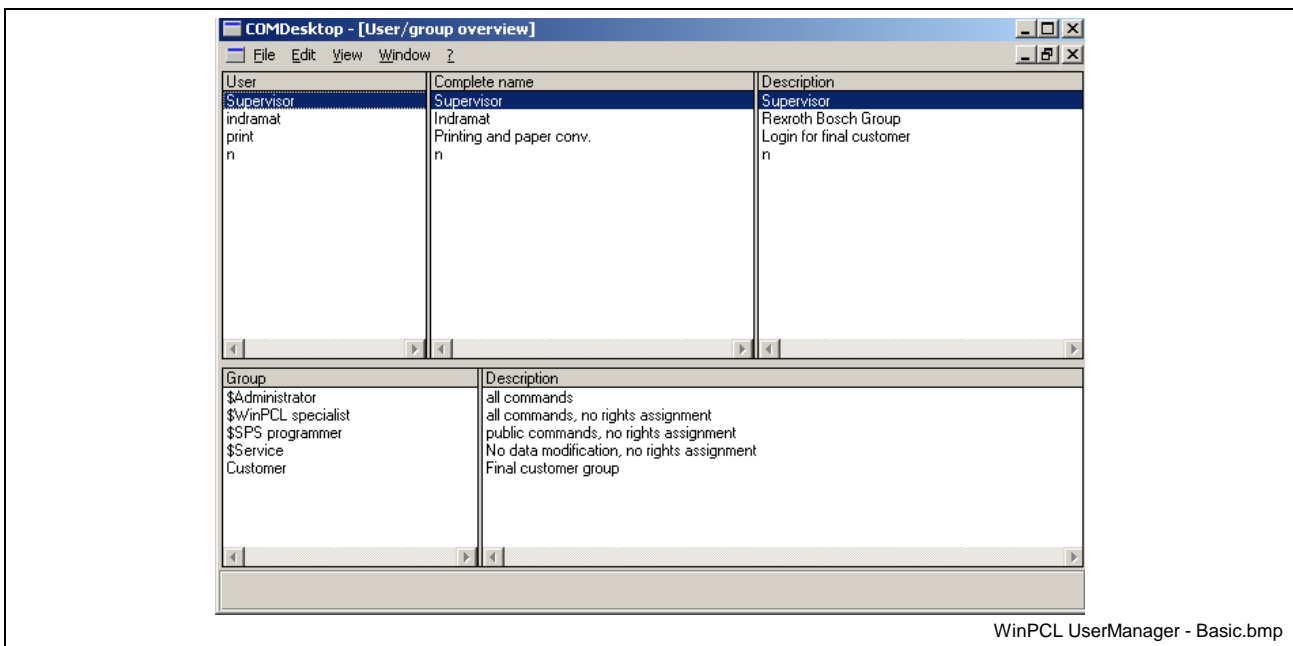 COMDesktop - [User/group overview]
File Edit View Window ?
User Complete name Description
Supervisor Supervisor Supervisor
indramat Indramat Rexroth Bosch Group
print Printing and paper conv. Login for final customer
n n n
Group Description
$Administrator all commands
$WinPCL specialist all commands, no rights assignment
$SPS programmer public commands, no rights assignment
$Service No data modification, no rights assignment
Customer Final customer group
WinPCL UserManager - Basic.bmp